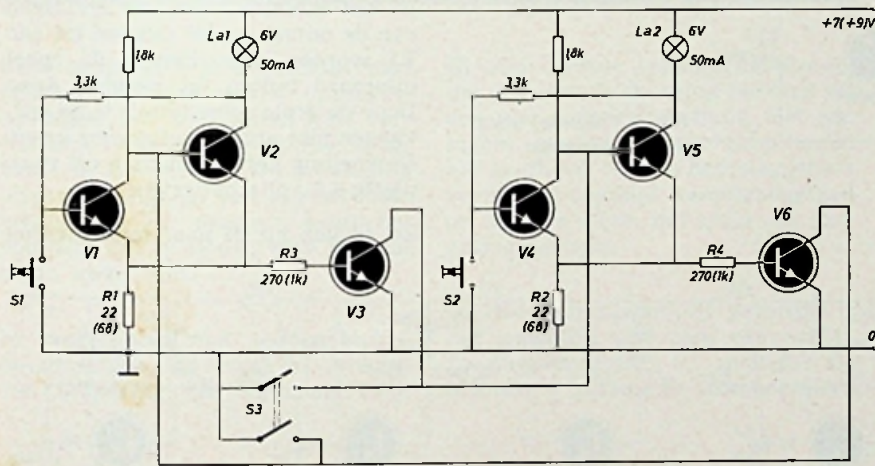 La1
6V
50mA
La2
6V
50mA
+7(+9)V
1,8k
1,8k
3,3k
3,3k
V2
V5
V1
V4
V6
R3
270(1k)
V3
R4
270(1k)
S1
R1
22
(68)
S2
R2
22
(68)
0
S3